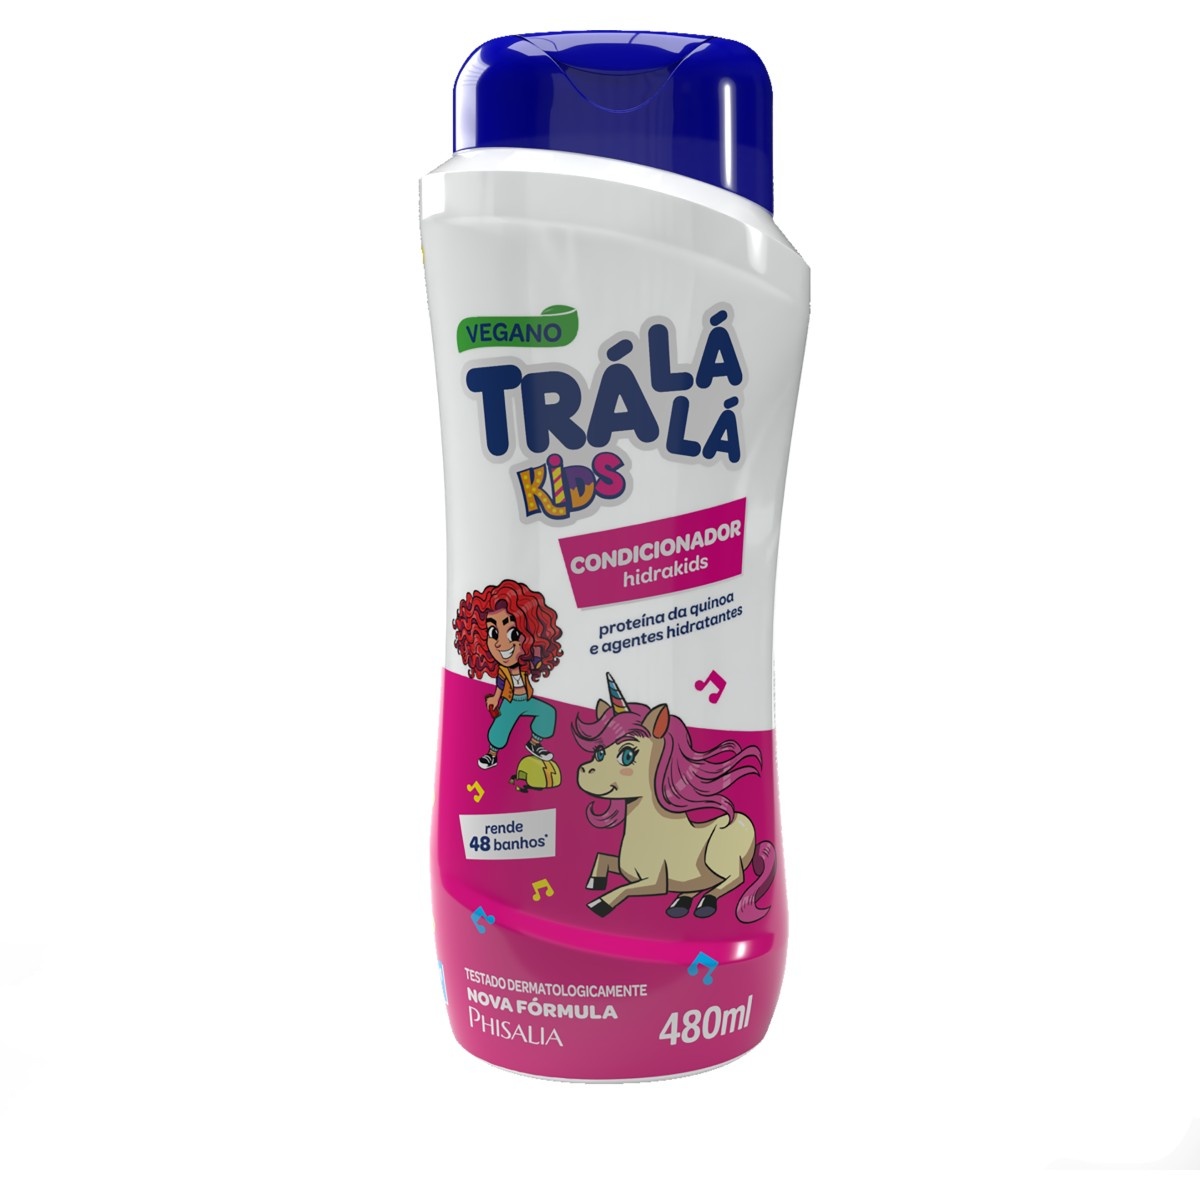 VEGANO
TRÁ LÁ
LÁ
KIDS
CONDICIONADOR
hidrakids
proteína da quinoa
e agentes hidratantes
rende
48 banhos*
TESTADO DERMATOLOGICAMENTE
NOVA FÓRMULA
PHISALIA
480ml